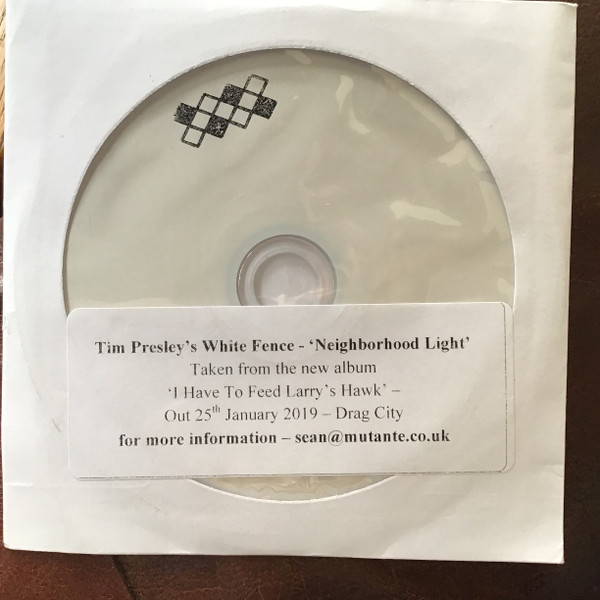 Tim Presley's White Fence - 'Neighborhood Light'
Taken from the new album
'I Have To Feed Larry's Hawk' –
Out 25th January 2019 – Drag City
for more information – sean@mutante.co.uk